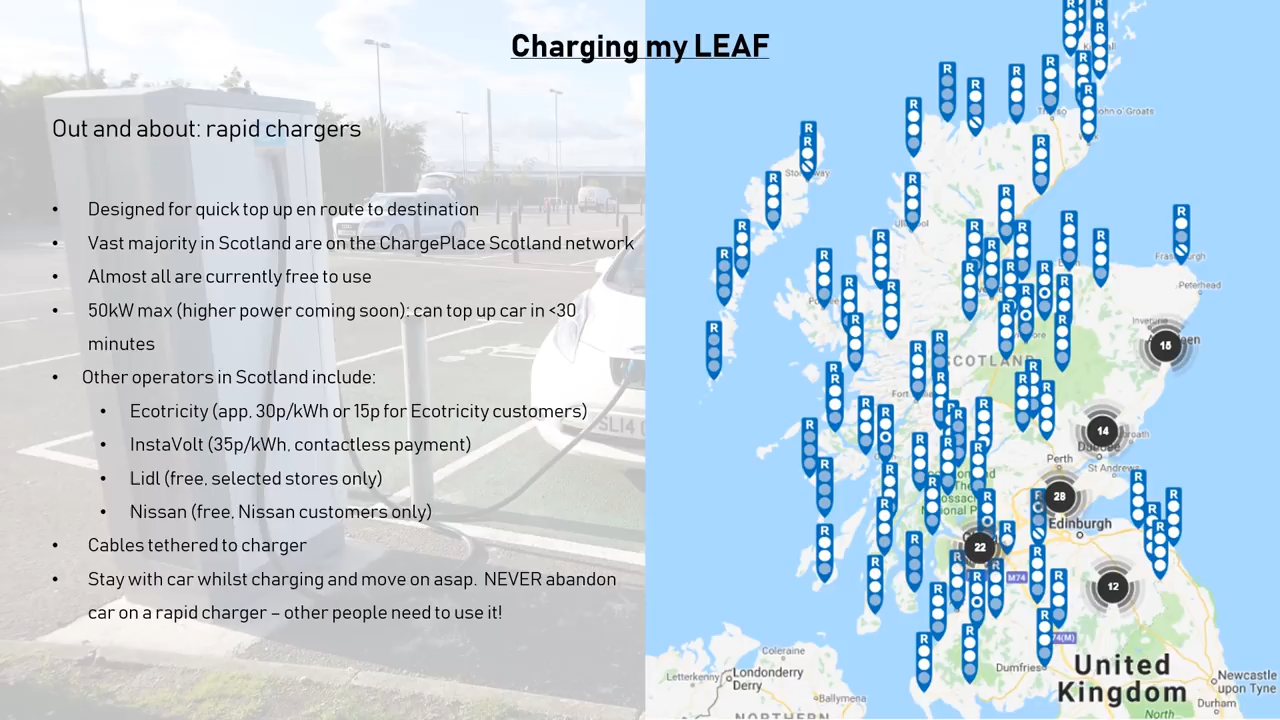 Charging my LEAF
Out and about: rapid chargers
• Designed for quick top up en route to destination
• Vast majority in Scotland are on the ChargePlace Scotland network
• Almost all are currently free to use
• 50kW max (higher power coming soon): can top up car in <30
minutes
• Other operators in Scotland include:
• Ecotricity (app, 30p/kWh or 15p for Ecotricity customers)
• InstaVolt (35p/kWh, contactless payment)
• Lidl (free, selected stores only)
• Nissan (free, Nissan customers only)
• Cables tethered to charger
• Stay with car whilst charging and move on asap. NEVER abandon
car on a rapid charger – other people need to use it!
John o' Groats
Peterhead
SCOTLAND
15
14
Perth
St Andrews
28
Edinburgh
22
M74
12
74(M)
Dumfries
United
Kingdom
Coleraine
Letterkenny
Londonderry
Derry
Ballymena
NORTHERN
Newcastle
upon Tyne
Durham
North